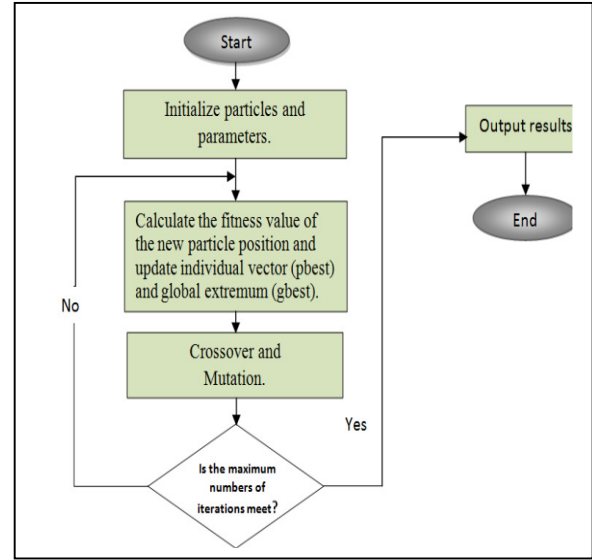 Start
Initialize particles and
parameters.
Calculate the fitness value of
the new particle position and
update individual vector (pbest)
and global extremum (gbest).
Crossover and
Mutation.
Is the maximum
numbers of
iterations meet?
No
Yes
Output results
End